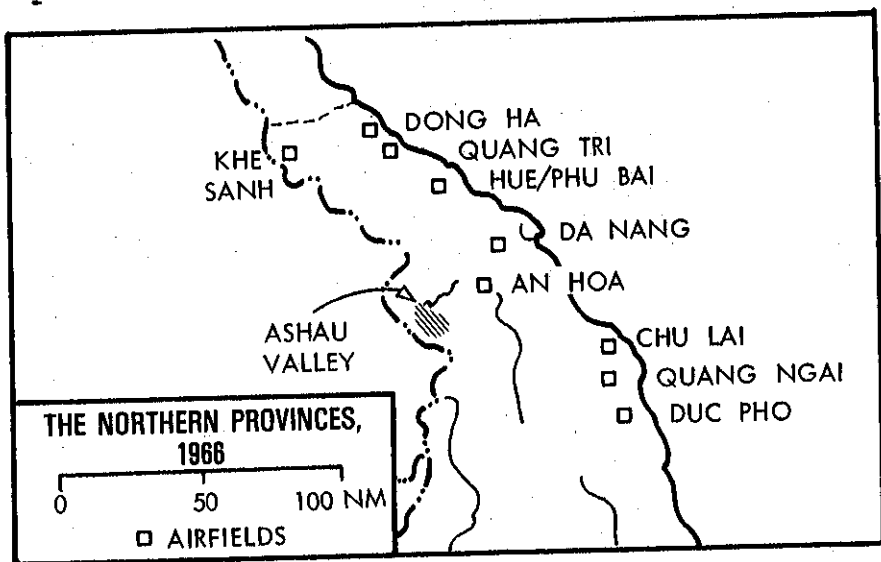 DONG HA
QUANG TRI
KHE
SANH
HUE/PHU BAI
DA NANG
AN HOA
ASHAU
VALLEY
CHU LAI
QUANG NGAI
DUC PHO
THE NORTHERN PROVINCES,
1966
0 50 100 NM
AIRFIELDS